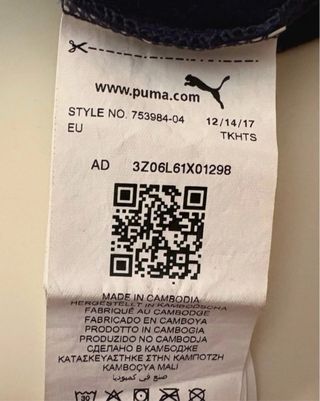 www.puma.com
STYLE NO. 753984-04 12/14/17
EU TKHTS
AD 3Z06L61X01298
MADE IN CAMBODIA
HERGESTELLT IN KAMBODSCHA
FABRIQUÉ AU CAMBODGE
FABRICADO EN CAMBOYA
PRODOTTO IN CAMBOGIA
PRODUZIDO NO CAMBODJA
СДЕЛАНО В КАМБОДЖЕ
ΚΑΤΑΣΚΕΥΑΣΤΗΚΕ ΣΤΗΝ ΚΑΜΠΟΤΖΗ
KAMBOÇYA MALI
صنع في كمبوديا
30